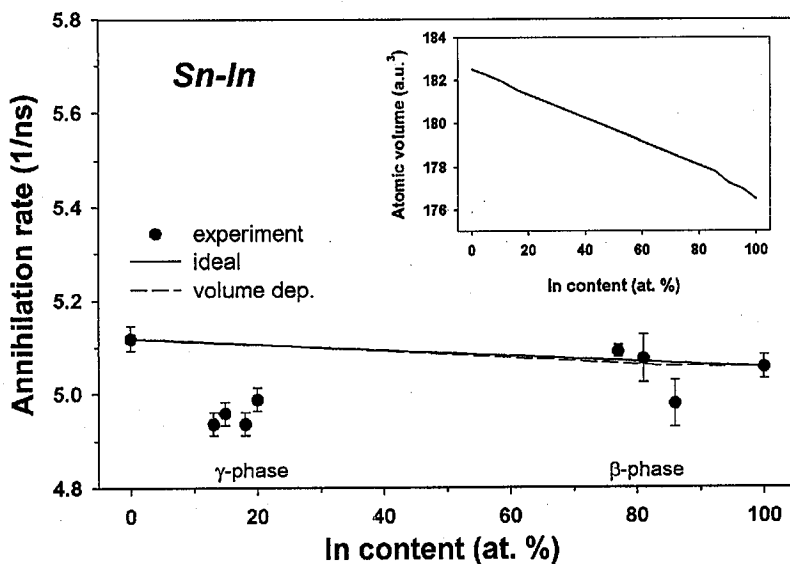 Sn-In
Annihilation rate (1/ns)
5.8
5.6
5.4
5.2
5.0
4.8
experiment
ideal
volume dep.
γ-phase
β-phase
0
20
40
60
80
100
In content (at. %)
Atomic volume (a.u.³)
184
182
180
178
176
0
20
40
60
80
100
In content (at. %)